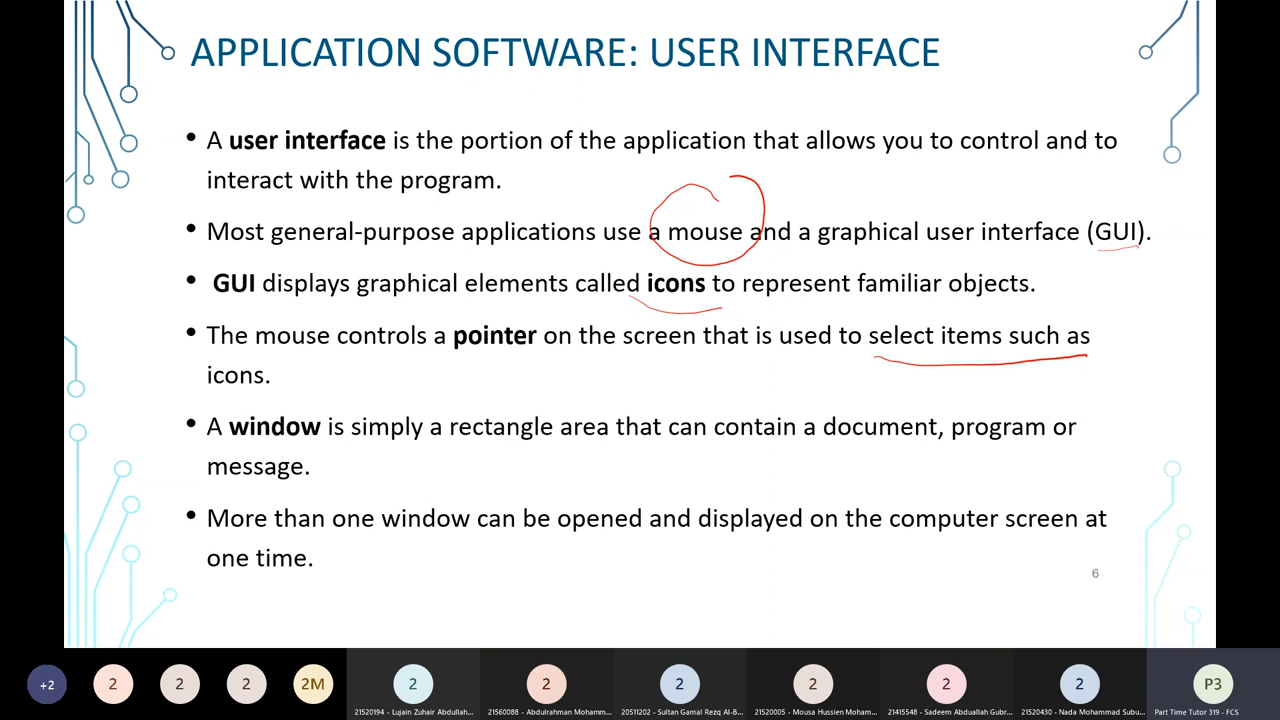 APPLICATION SOFTWARE: USER INTERFACE
• A user interface is the portion of the application that allows you to control and to
interact with the program.
• Most general-purpose applications use a mouse and a graphical user interface (GUI).
• GUI displays graphical elements called icons to represent familiar objects.
• The mouse controls a pointer on the screen that is used to select items such as
icons.
• A window is simply a rectangle area that can contain a document, program or
message.
• More than one window can be opened and displayed on the computer screen at
one time.
6
+2 2 2 2 2M 2 2 2 2 2 2 P3
21520194 - Lujain Zuhair Abdullah... 21560088 - Abdulrahman Mohamm... 20511202 - Sultan Gamal Rezq Al-B... 21520005 - Mousa Hussien Moham... 21415548 - Sadeem Abduallah Gubr... 21520430 - Nada Mohammad Subu... Part Time Tutor 319 - FCS